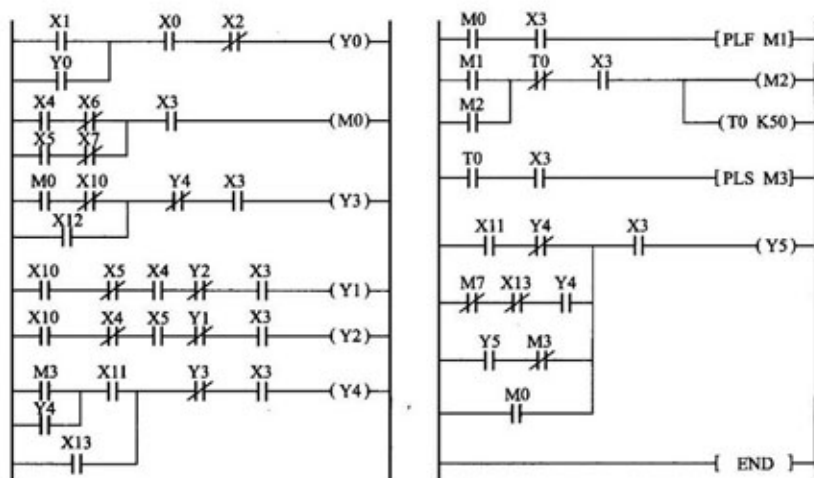 X1 X0 X2
(Y0)
Y0
X4 X6 X3
(M0)
X5 X7
M0 X10 Y4 X3
(Y3)
X12
X10 X5 X4 Y2 X3
(Y1)
X10 X4 X5 Y1 X3
(Y2)
M3 X11 Y3 X3
(Y4)
Y4
X13
M0 X3
[PLF M1]
M1 T0 X3
(M2)
M2
(T0 K50)
T0 X3
[PLS M3]
X11 Y4 X3
(Y5)
M7 X13 Y4
Y5 M3
M0
[ END ]